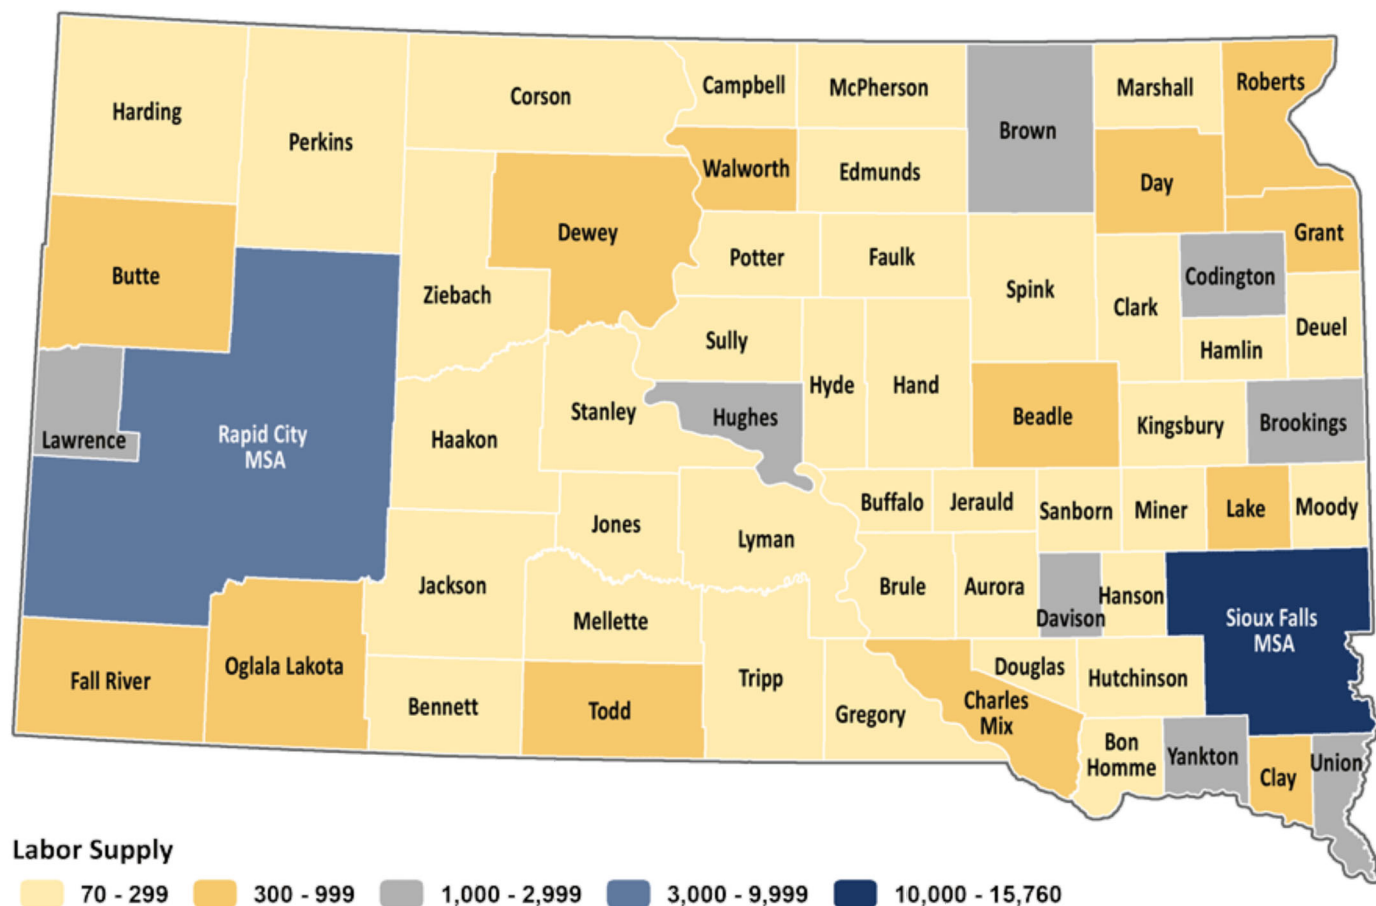 Harding
Perkins
Corson
Campbell
McPherson
Brown
Marshall
Roberts
Walworth
Edmunds
Day
Dewey
Butte
Ziebach
Potter
Faulk
Spink
Clark
Codington
Grant
Deuel
Hamlin
Sully
Hyde
Hand
Stanley
Hughes
Beadle
Kingsbury
Brookings
Lawrence
Rapid City
MSA
Haakon
Jones
Lyman
Buffalo
Jerauld
Sanborn
Miner
Lake
Moody
Jackson
Mellette
Brule
Aurora
Davison
Hanson
Sioux Falls
MSA
Fall River
Oglala Lakota
Bennett
Todd
Tripp
Gregory
Charles
Mix
Douglas
Hutchinson
Bon
Homme
Yankton
Clay
Union
Labor Supply
70 - 299
300 - 999
1,000 - 2,999
3,000 - 9,999
10,000 - 15,760